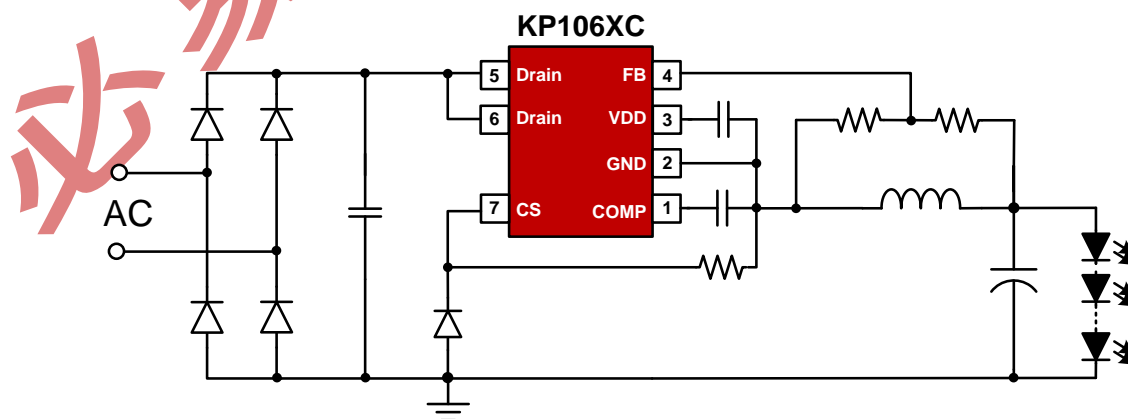 KP106XC
5 Drain FB 4
6 Drain VDD 3
GND 2
7 CS COMP 1
AC